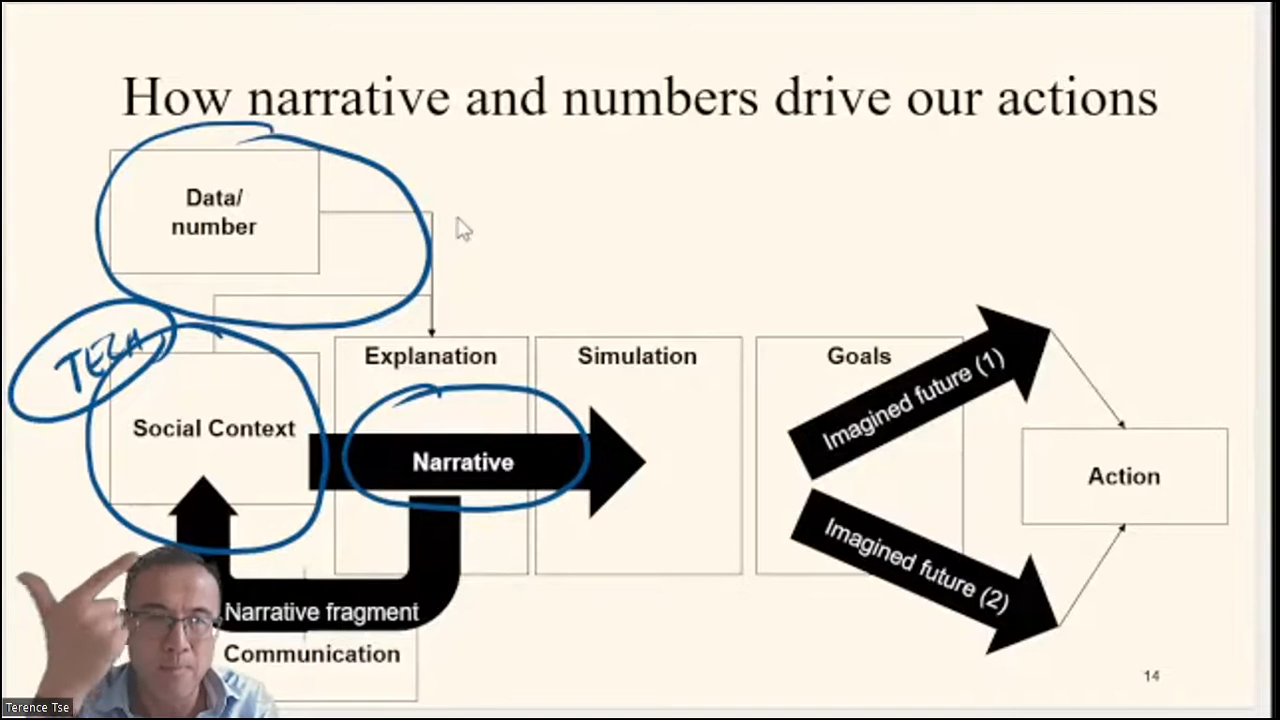 How narrative and numbers drive our actions
Data/
number
TECH
Explanation
Simulation
Goals
Imagined future (1)
Social Context
Narrative
Action
Imagined future (2)
Narrative fragment
Communication
14
Terence Tse